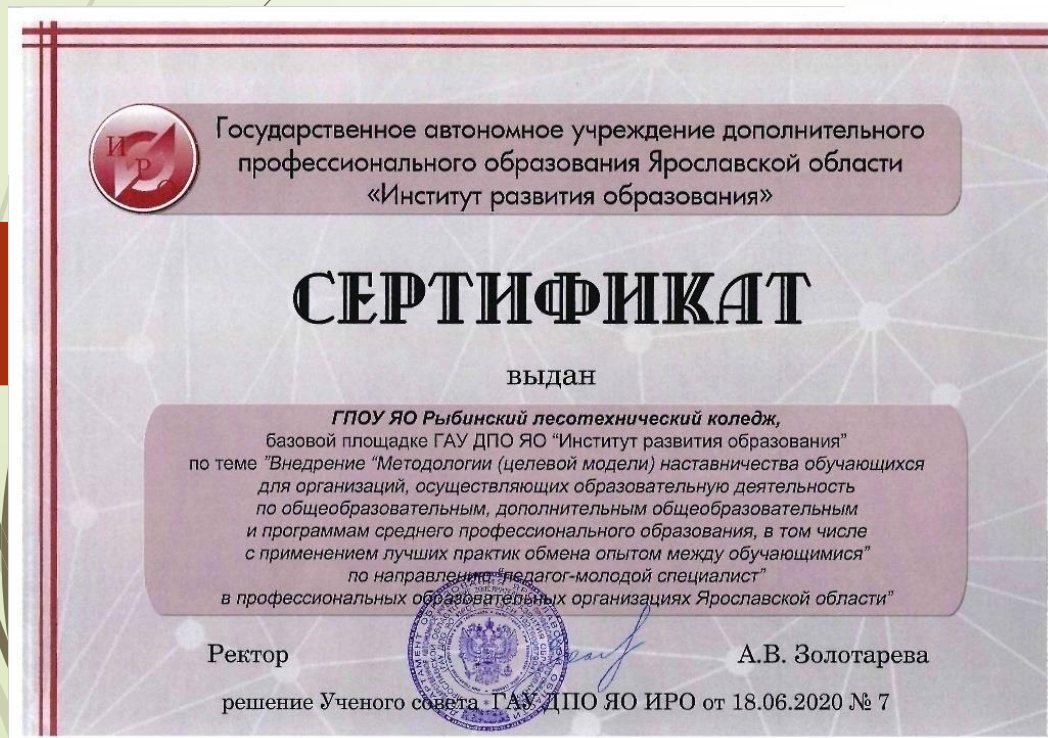 И
Р
О
Государственное автономное учреждение дополнительного
профессионального образования Ярославской области
«Институт развития образования»
СЕРТИФИКАТ
выдан
ГПОУ ЯО Рыбинский лесотехнический коледж,
базовой площадке ГАУ ДПО ЯО "Институт развития образования"
по теме "Внедрение "Методологии (целевой модели) наставничества обучающихся
для организаций, осуществляющих образовательную деятельность
по общеобразовательным, дополнительным общеобразовательным
и программам среднего профессионального образования, в том числе
с применением лучших практик обмена опытом между обучающимися"
по направлению "педагог-молодой специалист"
в профессиональных образовательных организациях Ярославской области"
Ректор
А.В. Золотарева
решение Ученого совета ГАУ ДПО ЯО ИРО от 18.06.2020 № 7